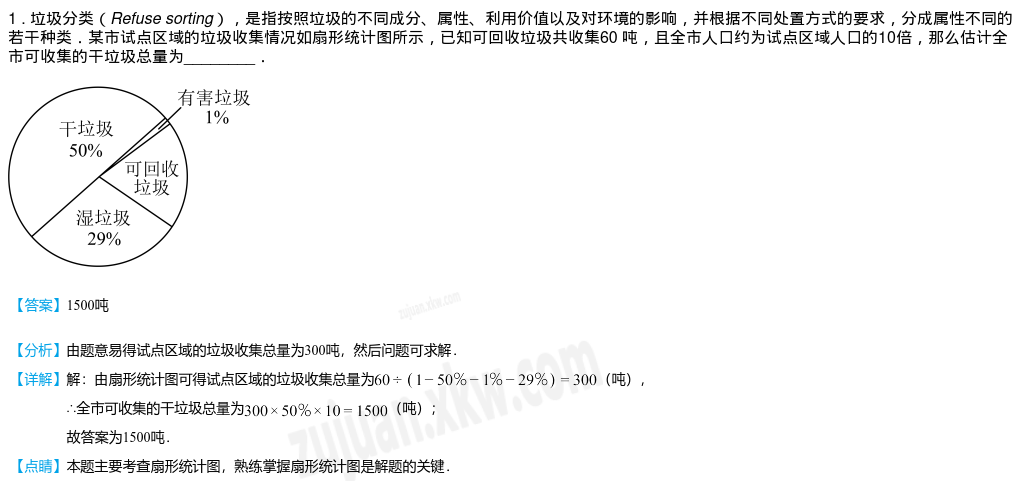 1．垃圾分类（Refuse sorting），是指按照垃圾的不同成分、属性、利用价值以及对环境的影响，并根据不同处置方式的要求，分成属性不同的
若干种类．某市试点区域的垃圾收集情况如扇形统计图所示，已知可回收垃圾共收集60 吨，且全市人口约为试点区域人口的10倍，那么估计全
市可收集的干垃圾总量为_________．
有害垃圾
1%
干垃圾
50%
可回收
垃圾
湿垃圾
29%
【答案】1500吨
【分析】由题意易得试点区域的垃圾收集总量为300吨，然后问题可求解．
【详解】解：由扇形统计图可得试点区域的垃圾收集总量为60÷(1－50%－1%－29%)＝300（吨），
∴全市可收集的干垃圾总量为300×50%×10＝1500（吨）；
故答案为1500吨．
【点睛】本题主要考查扇形统计图，熟练掌握扇形统计图是解题的关键．
zujuan.xkw.com
zujuan.xkw.com